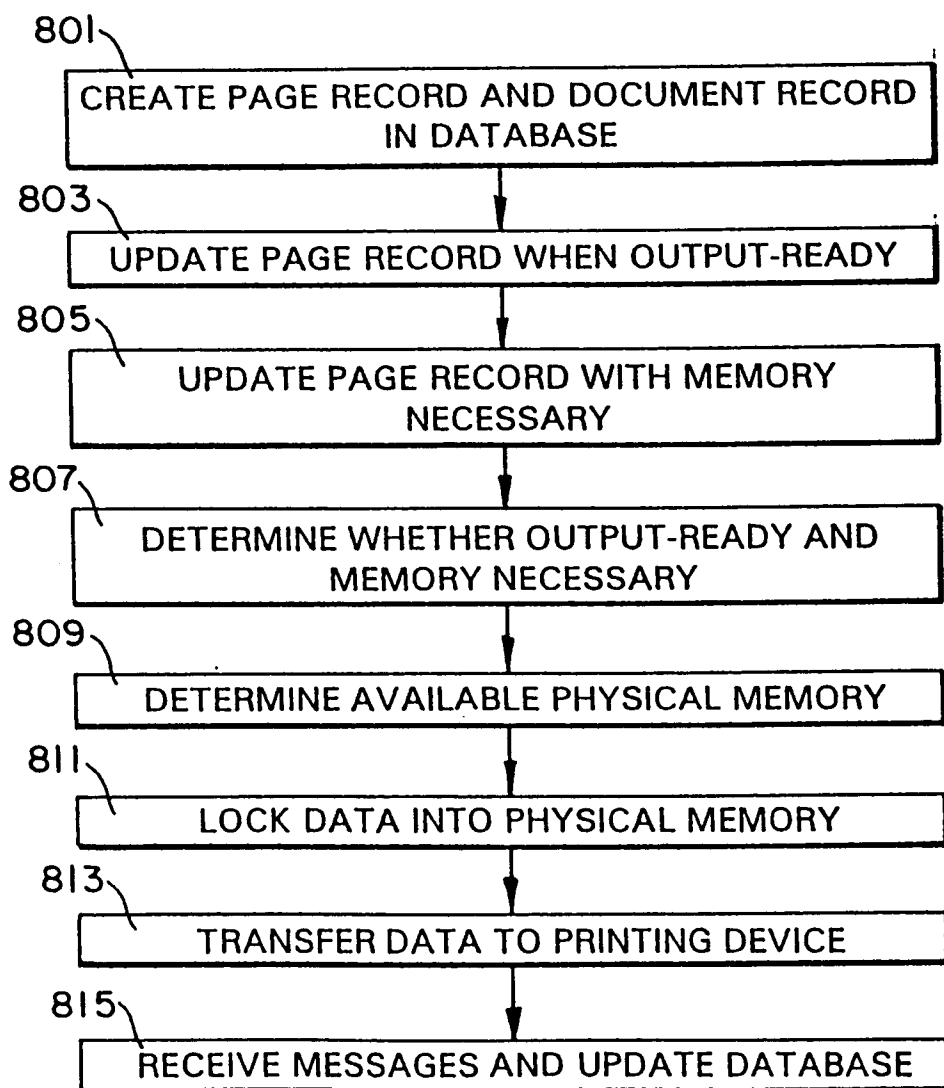 801
CREATE PAGE RECORD AND DOCUMENT RECORD
IN DATABASE
803
UPDATE PAGE RECORD WHEN OUTPUT-READY
805
UPDATE PAGE RECORD WITH MEMORY
NECESSARY
807
DETERMINE WHETHER OUTPUT-READY AND
MEMORY NECESSARY
809
DETERMINE AVAILABLE PHYSICAL MEMORY
811
LOCK DATA INTO PHYSICAL MEMORY
813
TRANSFER DATA TO PRINTING DEVICE
815
RECEIVE MESSAGES AND UPDATE DATABASE